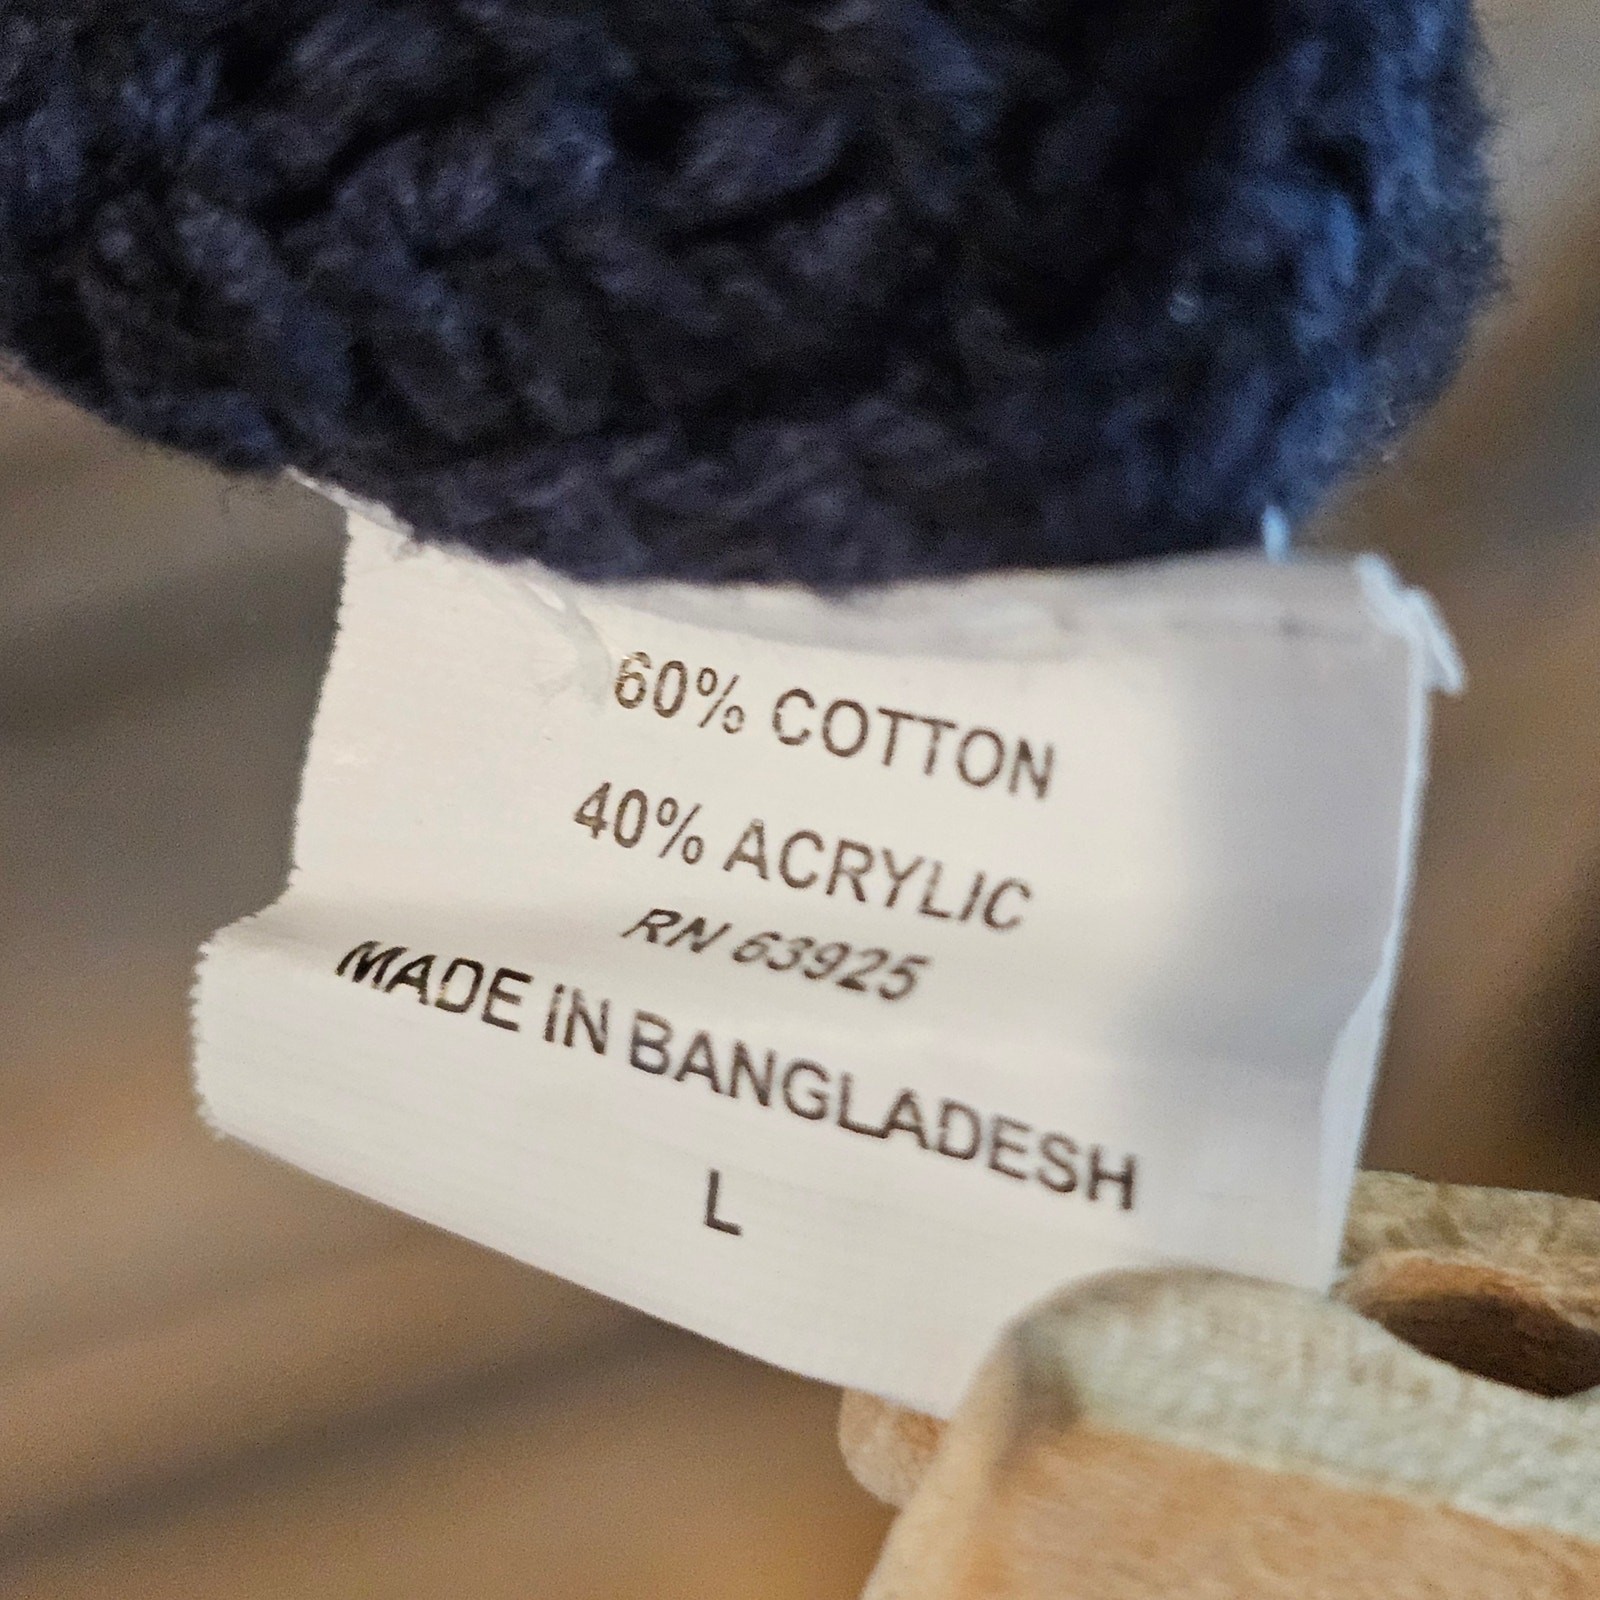 60% COTTON
40% ACRYLIC
RN 63925
MADE iN BANGLADESH
L